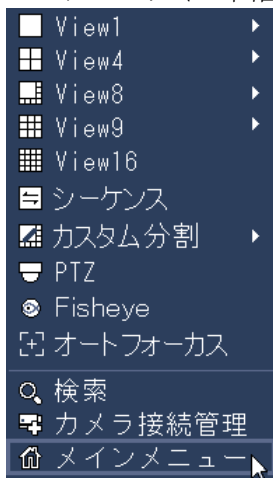 View1
View4
View8
View9
View16
シーケンス
カスタム分割
PTZ
Fisheye
オートフォーカス
検索
カメラ接続管理
メインメニュー